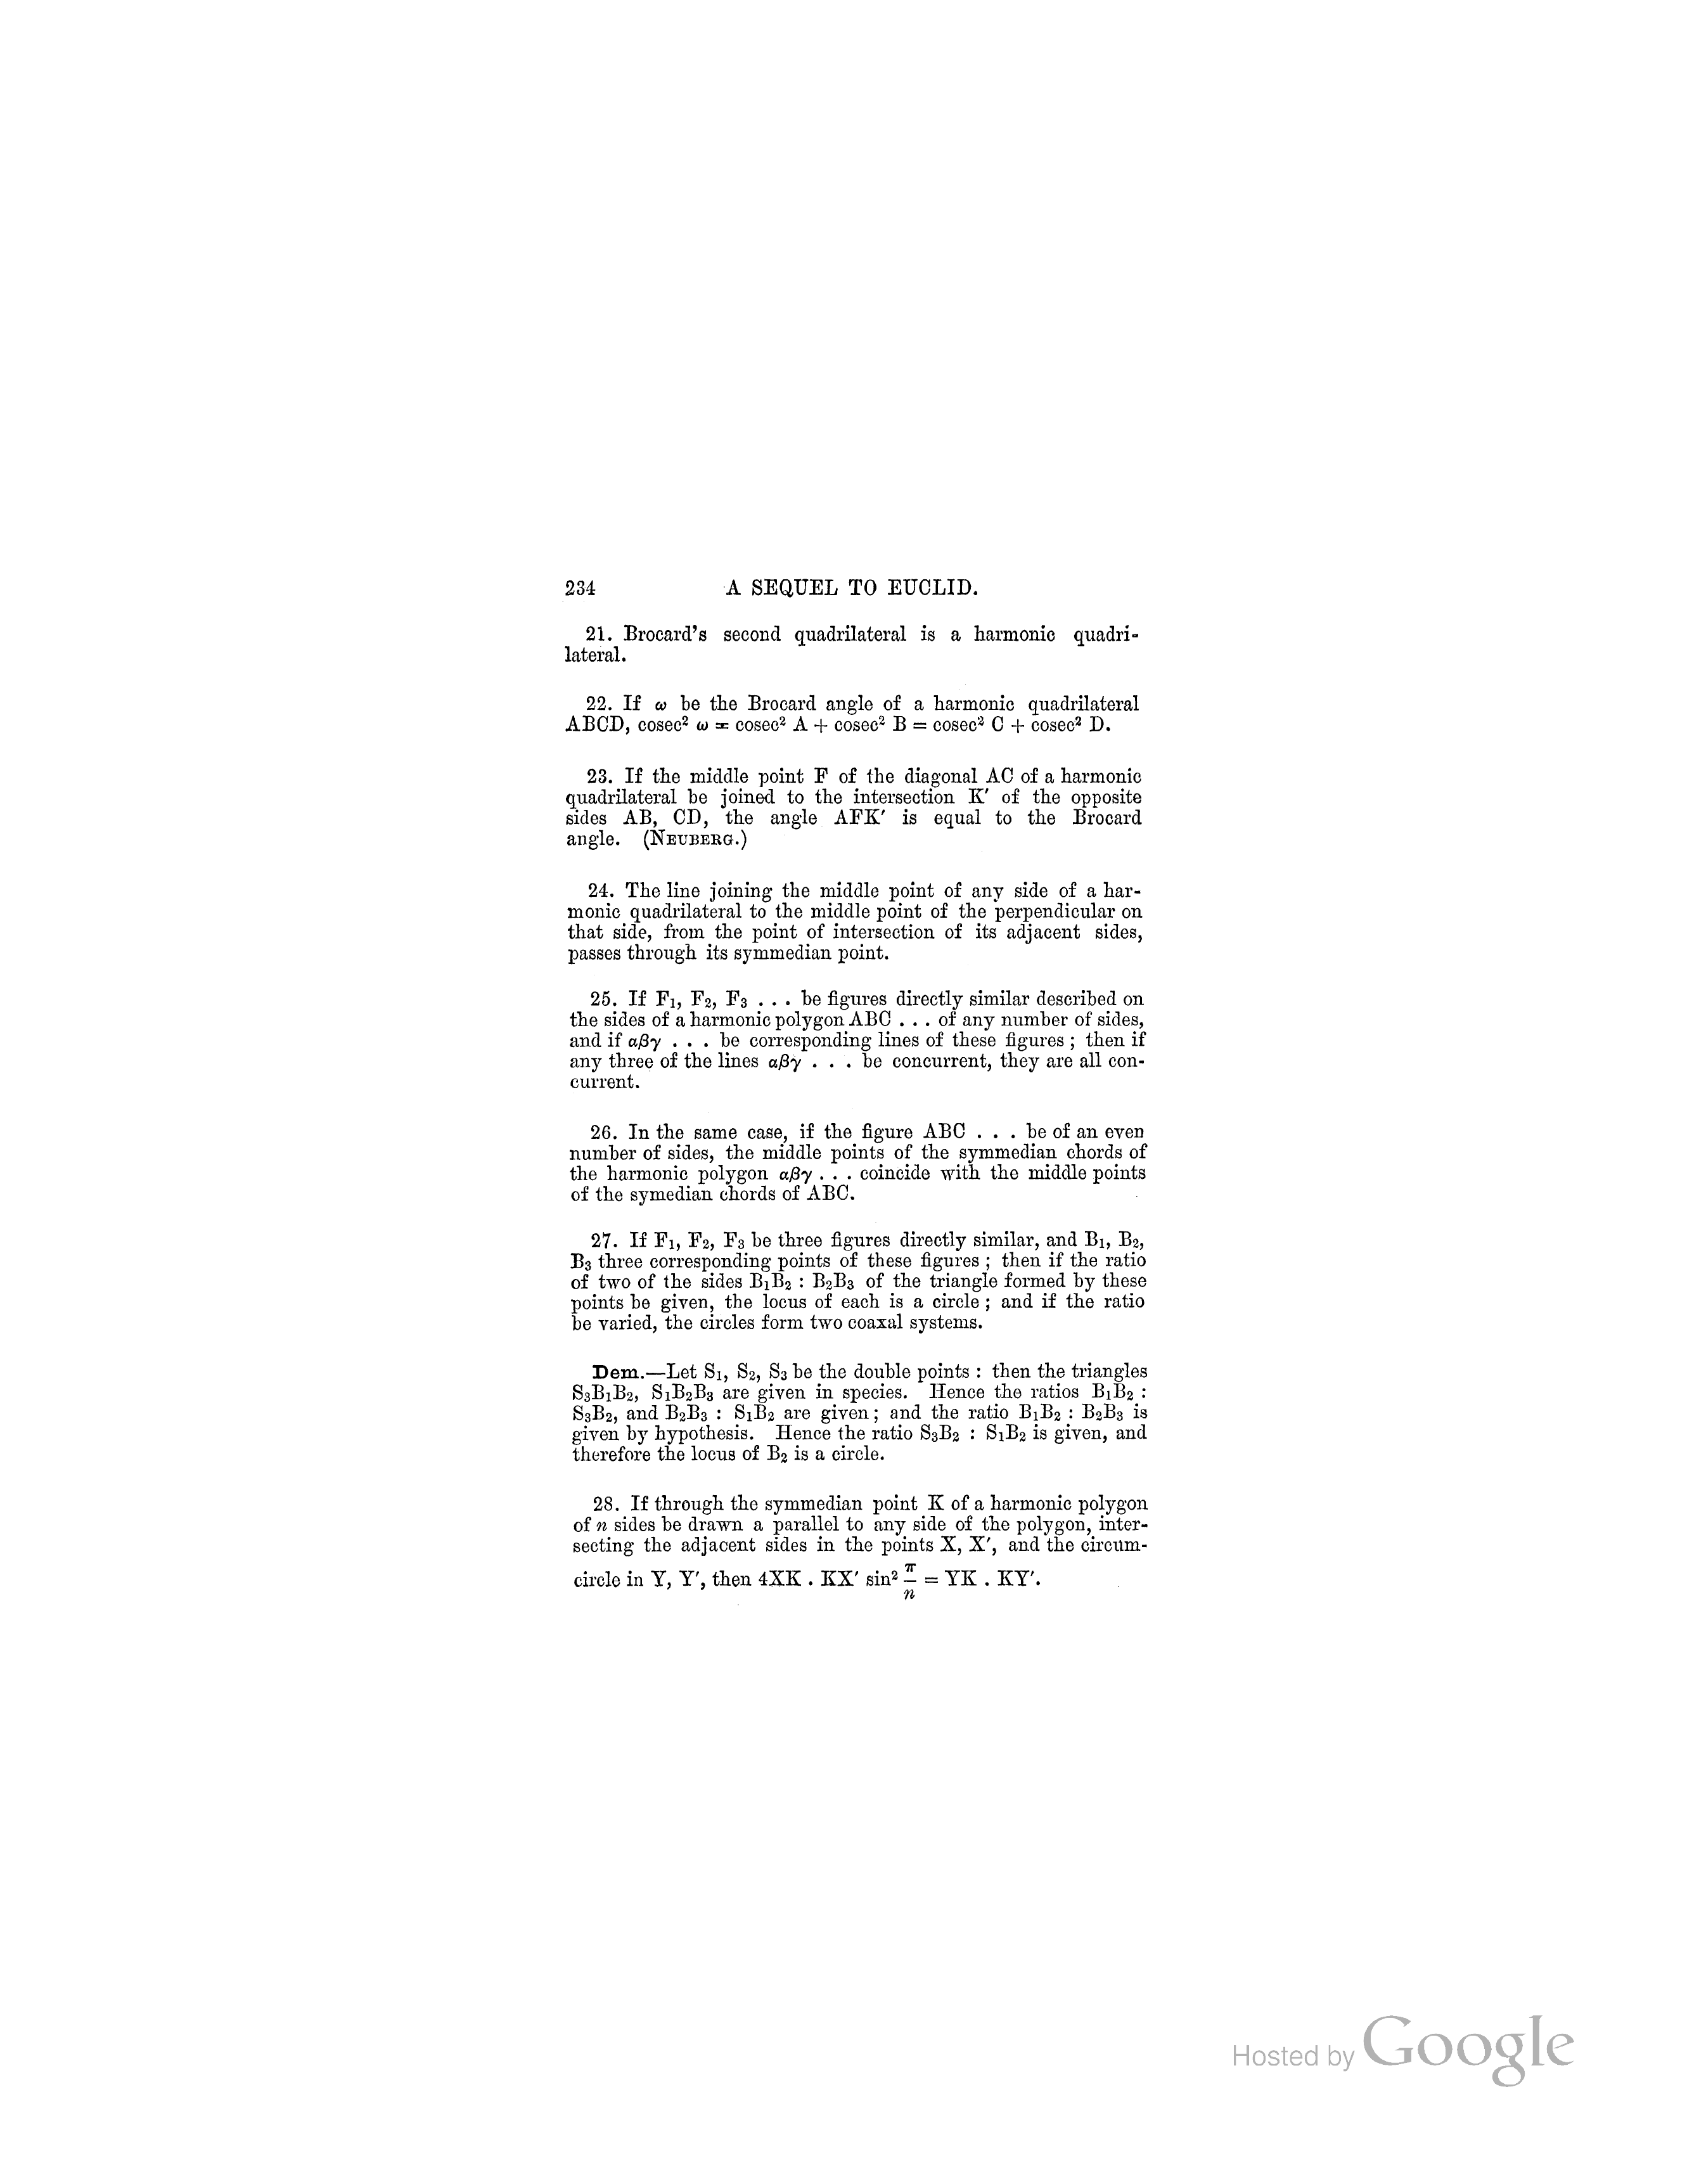 234 A SEQUEL TO EUCLID.
21. Brocard's second quadrilateral is a harmonic quadri-
lateral.
22. If ω be the Brocard angle of a harmonic quadrilateral
ABCD, cosec² ω = cosec² A + cosec² B = cosec² C + cosec² D.
23. If the middle point F of the diagonal AC of a harmonic
quadrilateral be joined to the intersection K′ of the opposite
sides AB, CD, the angle AFK′ is equal to the Brocard
angle. (NEUBERG.)
24. The line joining the middle point of any side of a har-
monic quadrilateral to the middle point of the perpendicular on
that side, from the point of intersection of its adjacent sides,
passes through its symmedian point.
25. If F₁, F₂, F₃ . . . be figures directly similar described on
the sides of a harmonic polygon ABC . . . of any number of sides,
and if αβγ . . . be corresponding lines of these figures ; then if
any three of the lines αβγ . . . be concurrent, they are all con-
current.
26. In the same case, if the figure ABC . . . be of an even
number of sides, the middle points of the symmedian chords of
the harmonic polygon αβγ . . . coincide with the middle points
of the symedian chords of ABC.
27. If F₁, F₂, F₃ be three figures directly similar, and B₁, B₂,
B₃ three corresponding points of these figures ; then if the ratio
of two of the sides B₁B₂ : B₂B₃ of the triangle formed by these
points be given, the locus of each is a circle ; and if the ratio
be varied, the circles form two coaxal systems.
Dem.—Let S₁, S₂, S₃ be the double points : then the triangles
S₃B₁B₂, S₁B₂B₃ are given in species. Hence the ratios B₁B₂ :
S₃B₂, and B₂B₃ : S₁B₂ are given ; and the ratio B₁B₂ : B₂B₃ is
given by hypothesis. Hence the ratio S₃B₂ : S₁B₂ is given, and
therefore the locus of B₂ is a circle.
28. If through the symmedian point K of a harmonic polygon
of n sides be drawn a parallel to any side of the polygon, inter-
secting the adjacent sides in the points X, X′, and the circum-
circle in Y, Y′, then 4XK . KX′ sin² π/n = YK . KY′.
Hosted by Google